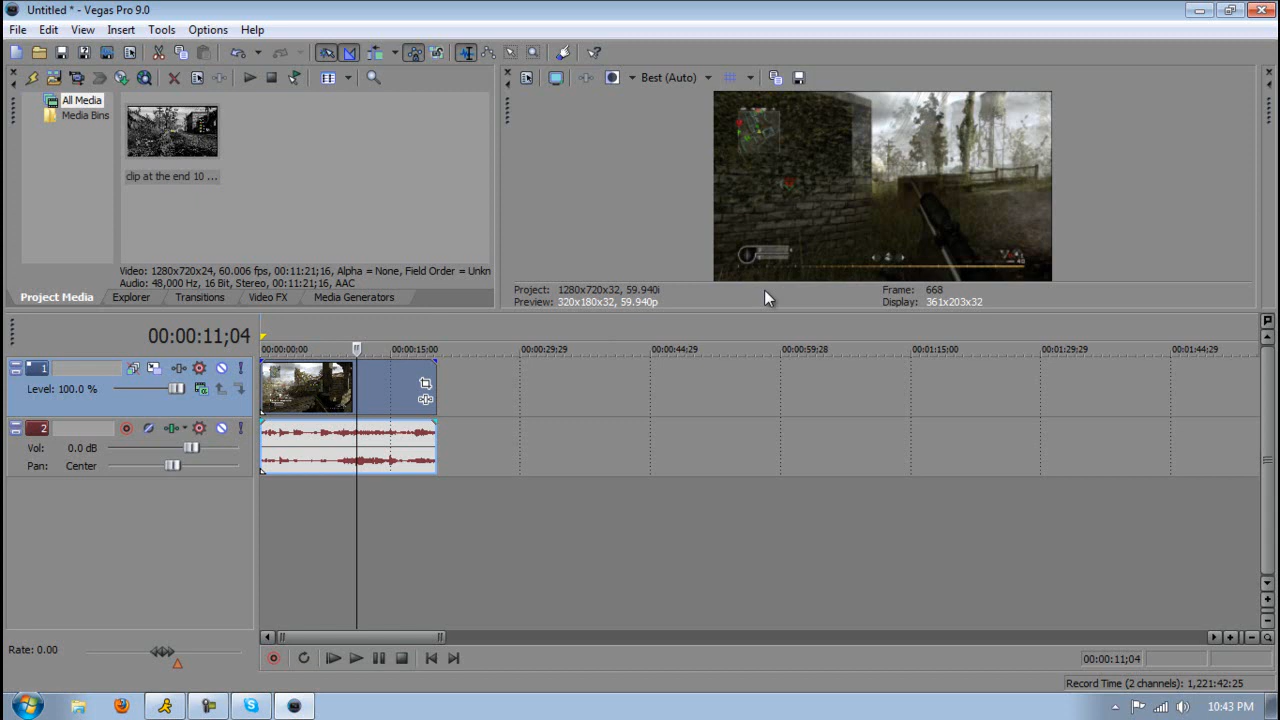 Untitled * - Vegas Pro 9.0
File Edit View Insert Tools Options Help
Best (Auto)
All Media
Media Bins
clip at the end 10 ...
Video: 1280x720x24, 60.006 fps, 00:11:21;16, Alpha = None, Field Order = Unkn
Audio: 48,000 Hz, 16 Bit, Stereo, 00:11:21;16, AAC
Project Media Explorer Transitions Video FX Media Generators
Project: 1280x720x32, 59.940i
Frame: 668
Preview: 320x180x32, 59.940p
Display: 361x203x32
00:00:11;04
00:00:00:00 00:00:15:00 00:00:29;29 00:00:44;29 00:00:59;28 00:01:15:00 00:01:29;29 00:01:44;29
1
Level: 100.0 %
2
Vol: 0.0 dB
Pan: Center
Rate: 0.00
00:00:11;04
Record Time (2 channels): 1,221:42:25
10:43 PM